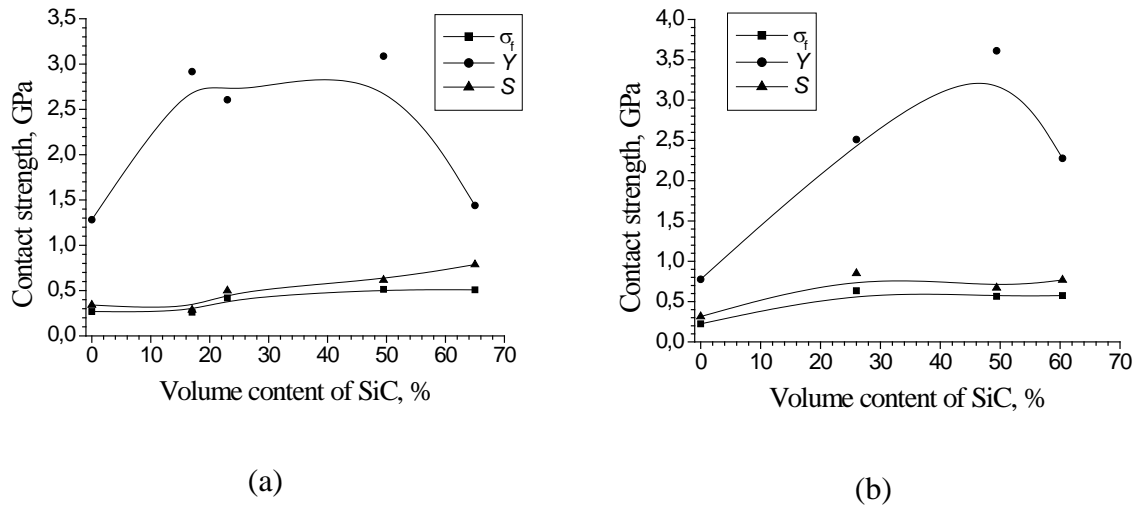 Contact strength, GPa
3,5
3,0
2,5
2,0
1,5
1,0
0,5
0,0
0 10 20 30 40 50 60 70
Volume content of SiC, %
σf
Y
S
(a)
Contact strength, GPa
4,0
3,5
3,0
2,5
2,0
1,5
1,0
0,5
0,0
0 10 20 30 40 50 60 70
Volume content of SiC, %
σf
Y
S
(b)